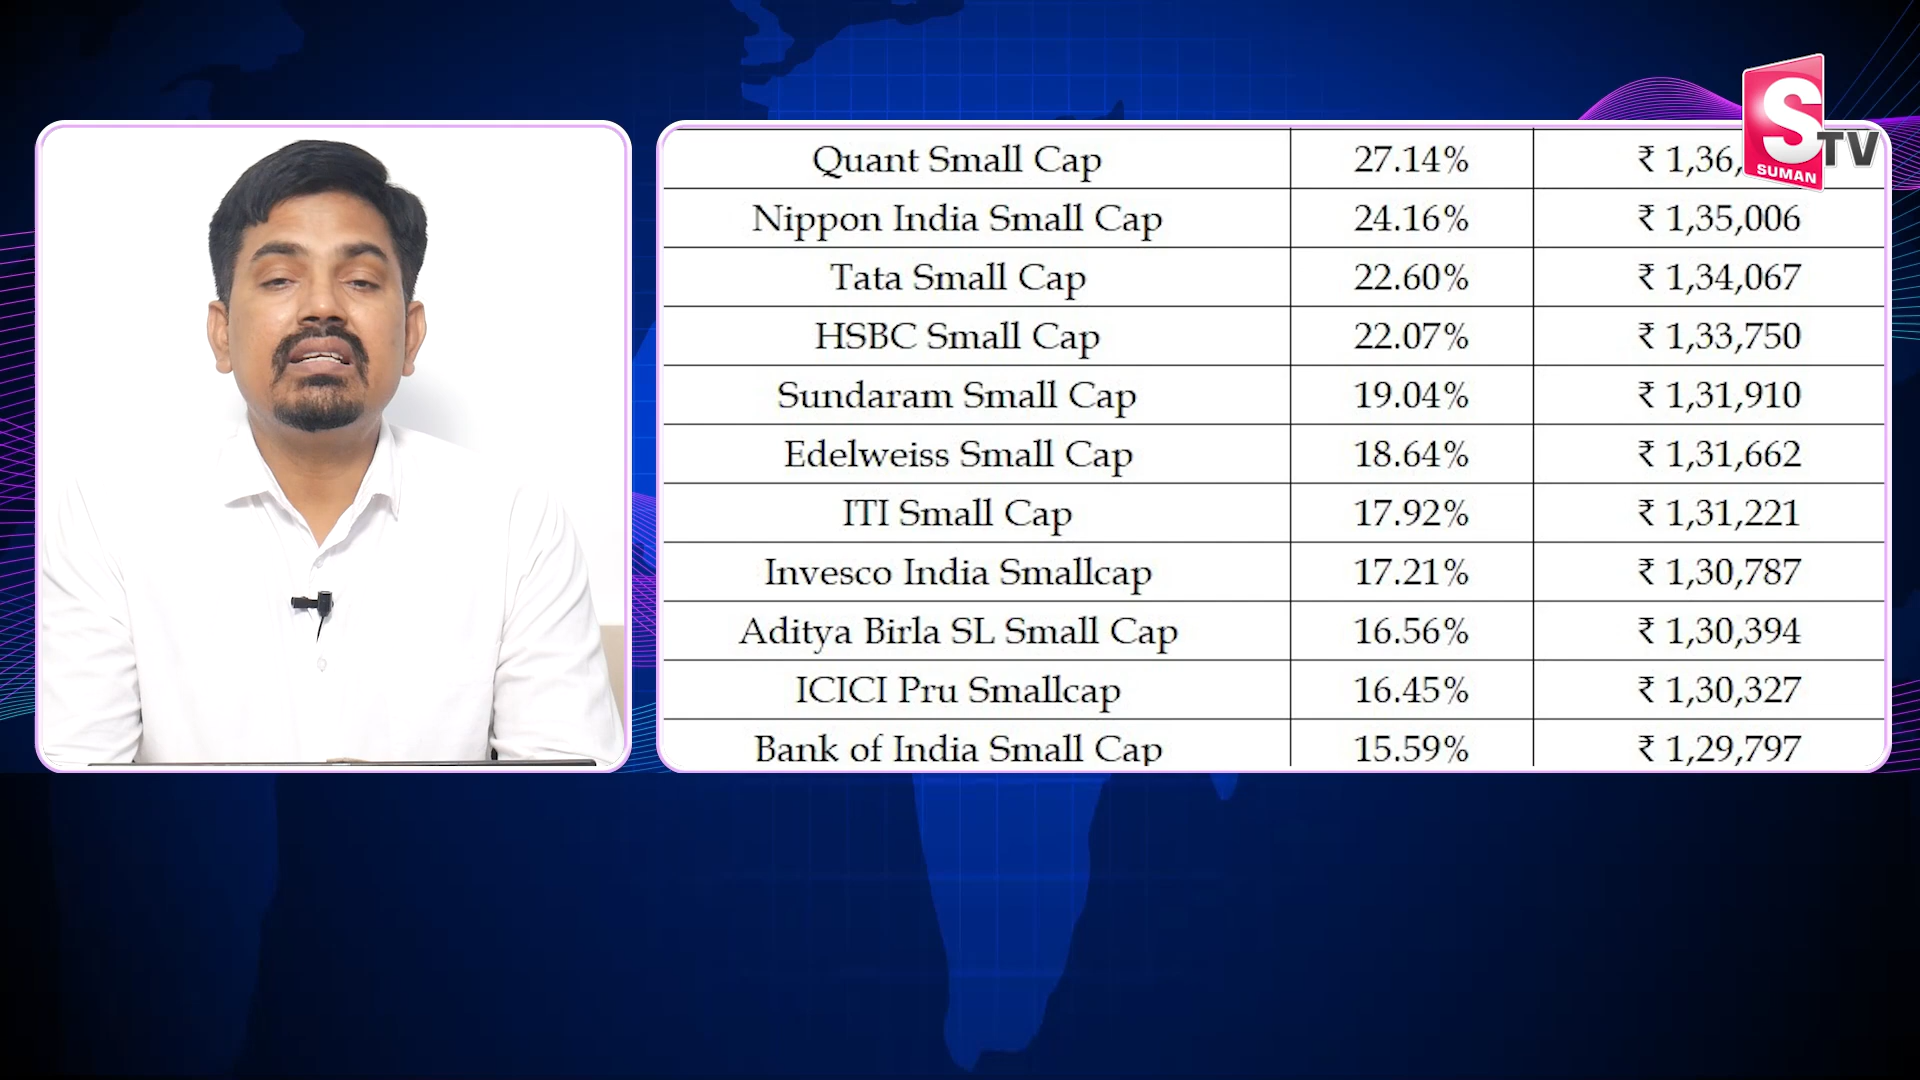 S
TV
SUMAN
Quant Small Cap 27.14% ₹ 1,36,
Nippon India Small Cap 24.16% ₹ 1,35,006
Tata Small Cap 22.60% ₹ 1,34,067
HSBC Small Cap 22.07% ₹ 1,33,750
Sundaram Small Cap 19.04% ₹ 1,31,910
Edelweiss Small Cap 18.64% ₹ 1,31,662
ITI Small Cap 17.92% ₹ 1,31,221
Invesco India Smallcap 17.21% ₹ 1,30,787
Aditya Birla SL Small Cap 16.56% ₹ 1,30,394
ICICI Pru Smallcap 16.45% ₹ 1,30,327
Bank of India Small Cap 15.59% ₹ 1,29,797